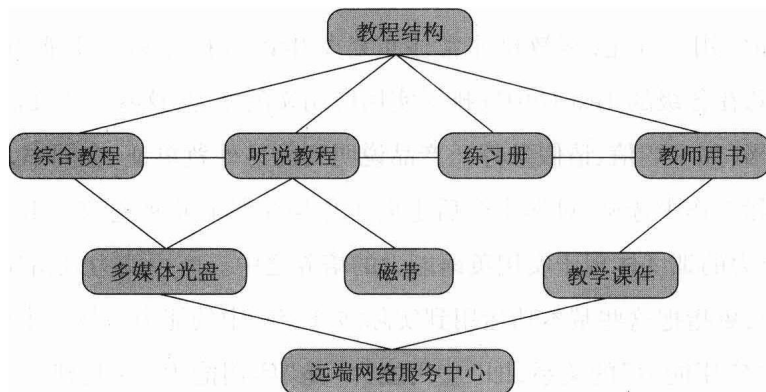 教程结构
综合教程 听说教程 练习册 教师用书
多媒体光盘 磁带 教学课件
远端网络服务中心